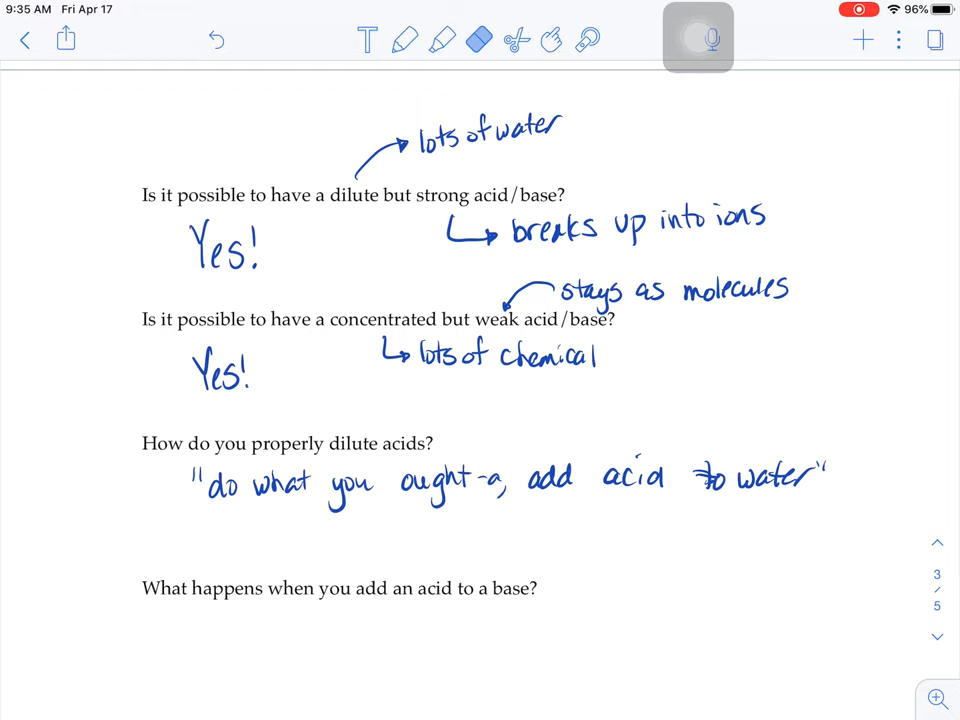 9:35 AM Fri Apr 17
96%
lots of water
Is it possible to have a dilute but strong acid/base?
breaks up into ions
Yes!
stays as molecules
Is it possible to have a concentrated but weak acid/base?
lots of chemical
Yes!
How do you properly dilute acids?
"do what you ought-a, add acid to water"
What happens when you add an acid to a base?
3
/
5